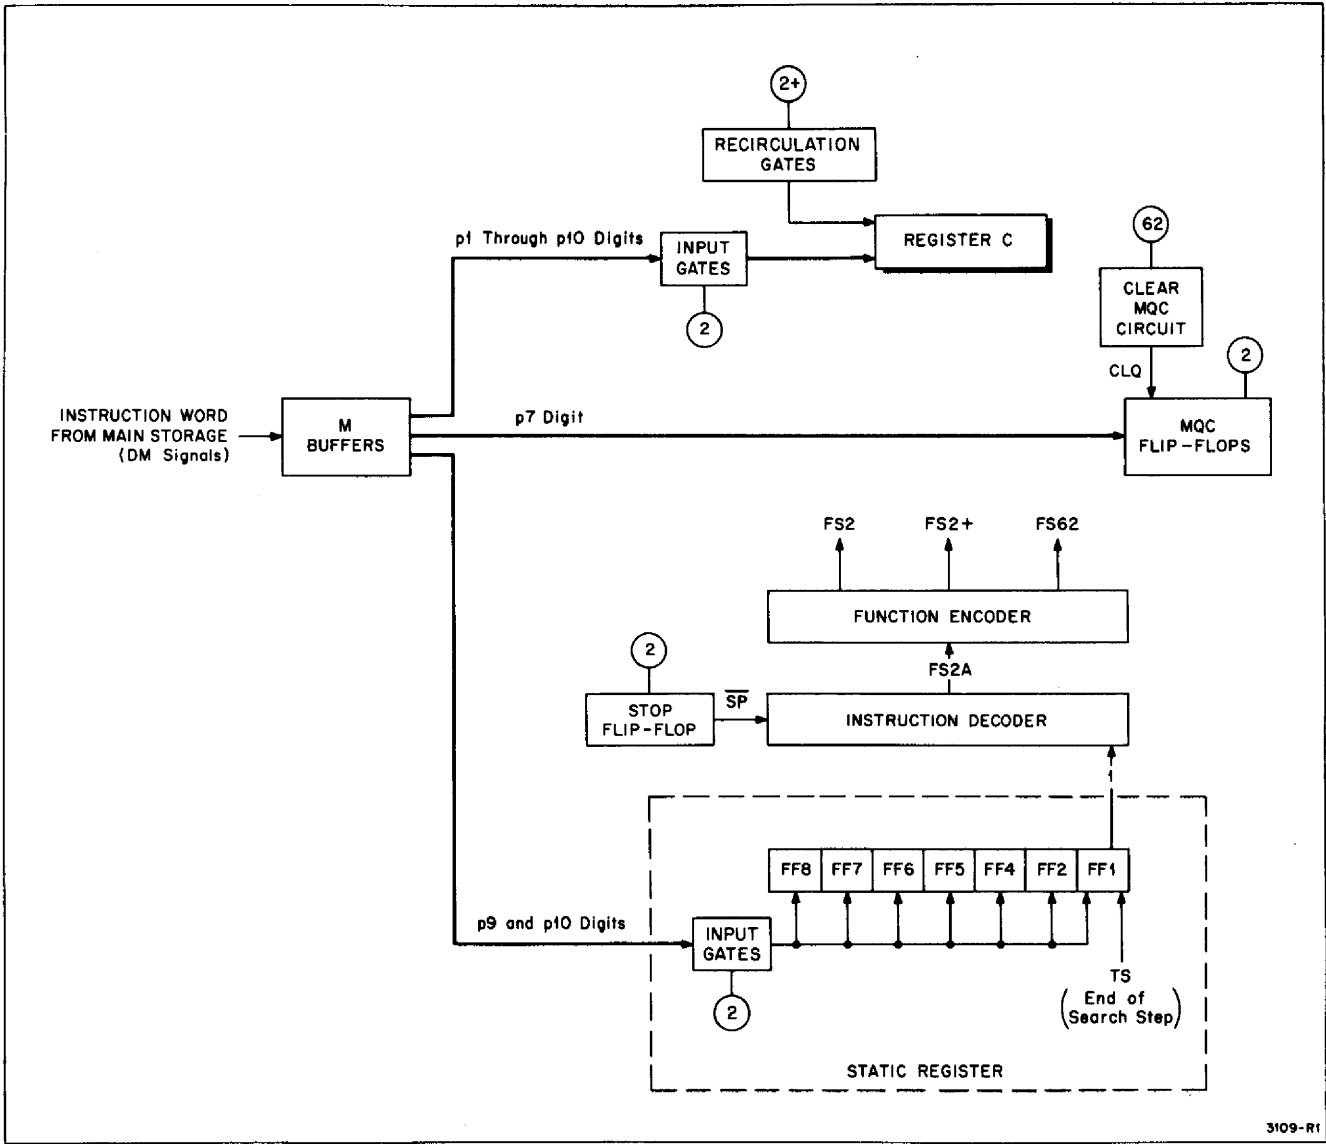 2+
RECIRCULATION
GATES
p1 Through p10 Digits
INPUT
GATES
2
REGISTER C
62
CLEAR
MQC
CIRCUIT
CLQ
2
INSTRUCTION WORD
FROM MAIN STORAGE
(DM Signals)
M
BUFFERS
p7 Digit
MQC
FLIP-FLOPS
FS2
FS2+
FS62
FUNCTION ENCODER
FS2A
2
STOP
FLIP-FLOP
S̅P̅
INSTRUCTION DECODER
FF8
FF7
FF6
FF5
FF4
FF2
FF1
p9 and p10 Digits
INPUT
GATES
2
TS
(End of
Search Step)
STATIC REGISTER
3109-R1